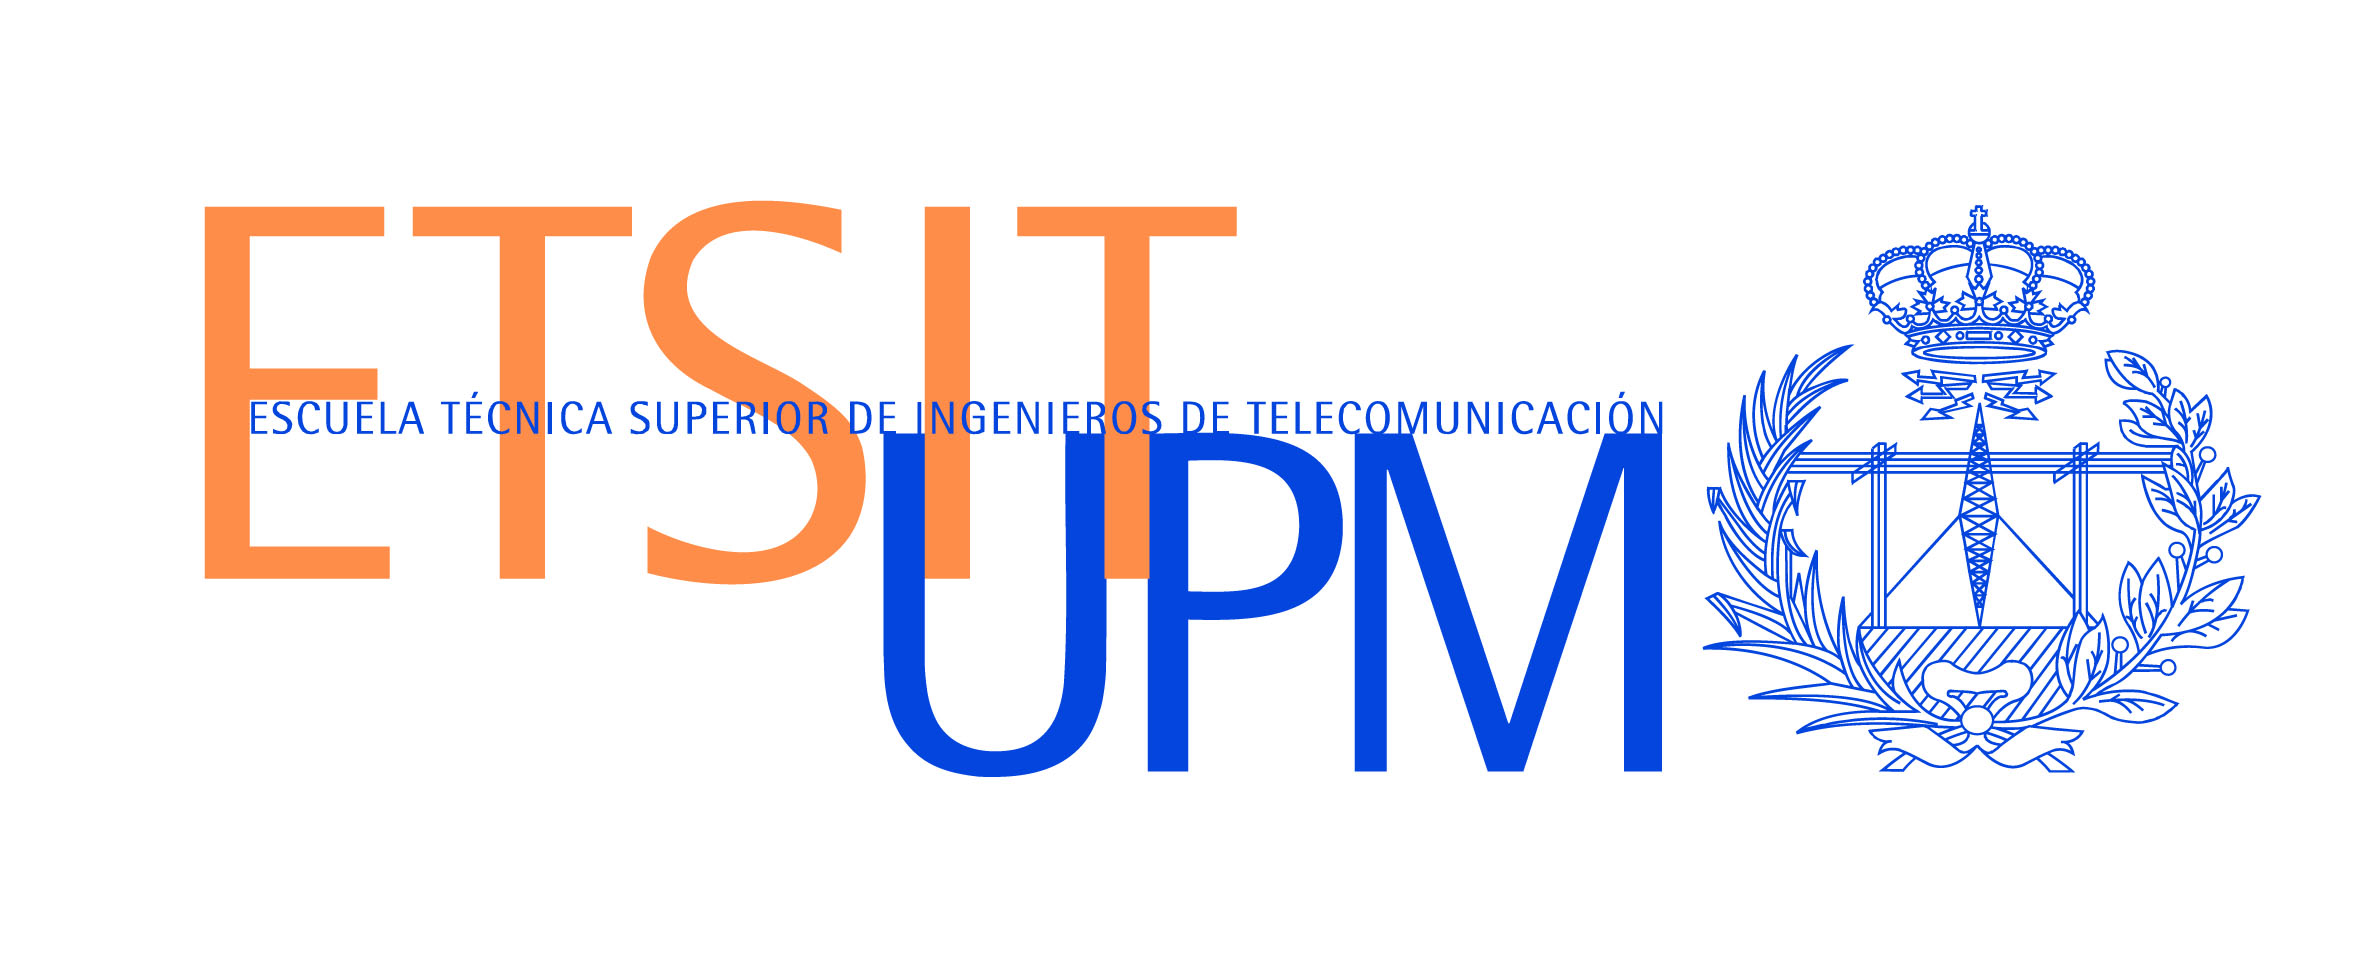 ETSIT
ESCUELA TÉCNICA SUPERIOR DE INGENIEROS DE TELECOMUNICACIÓN
UPM